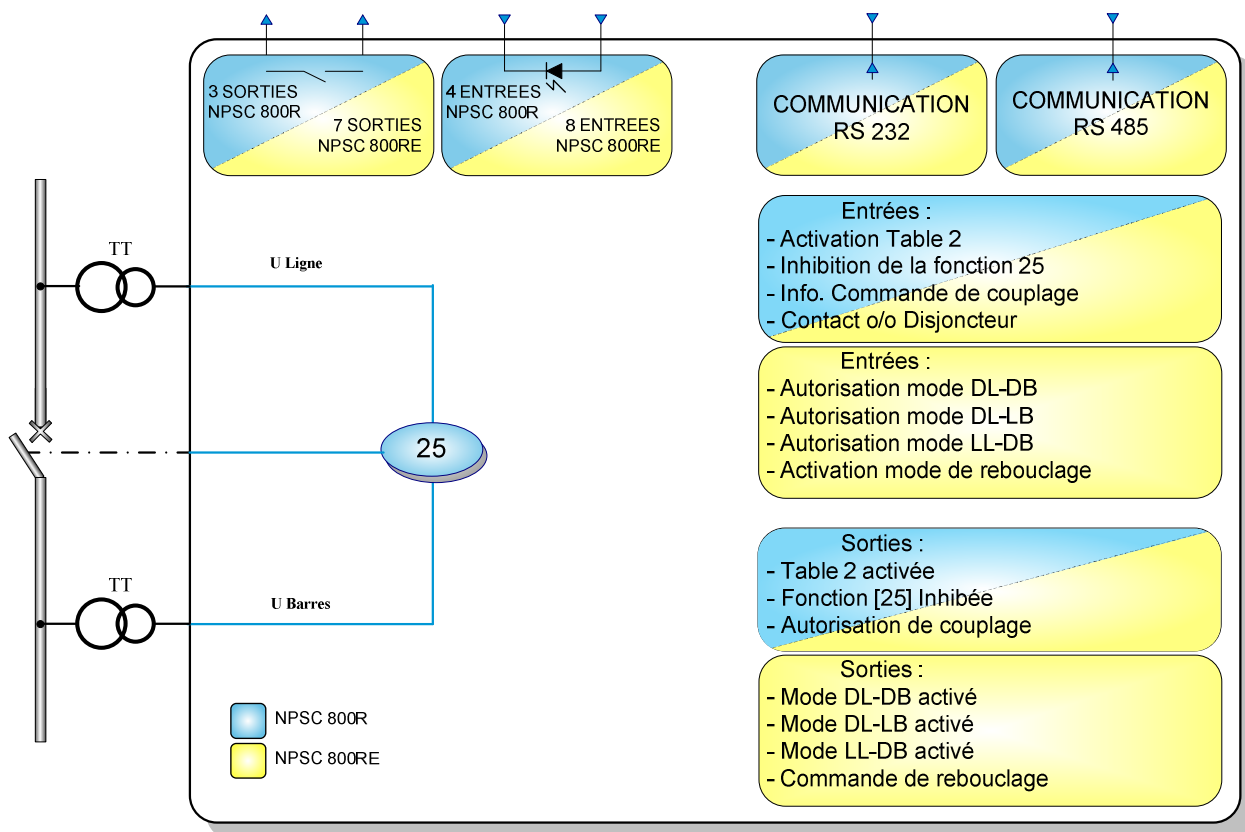 3 SORTIES
NPSC 800R
7 SORTIES
NPSC 800RE
4 ENTREES
NPSC 800R
8 ENTREES
NPSC 800RE
COMMUNICATION
RS 232
COMMUNICATION
RS 485
TT
U Ligne
25
TT
U Barres
Entrées :
- Activation Table 2
- Inhibition de la fonction 25
- Info. Commande de couplage
- Contact o/o Disjoncteur
Entrées :
- Autorisation mode DL-DB
- Autorisation mode DL-LB
- Autorisation mode LL-DB
- Activation mode de rebouclage
Sorties :
- Table 2 activée
- Fonction [25] Inhibée
- Autorisation de couplage
Sorties :
- Mode DL-DB activé
- Mode DL-LB activé
- Mode LL-DB activé
- Commande de rebouclage
NPSC 800R
NPSC 800RE